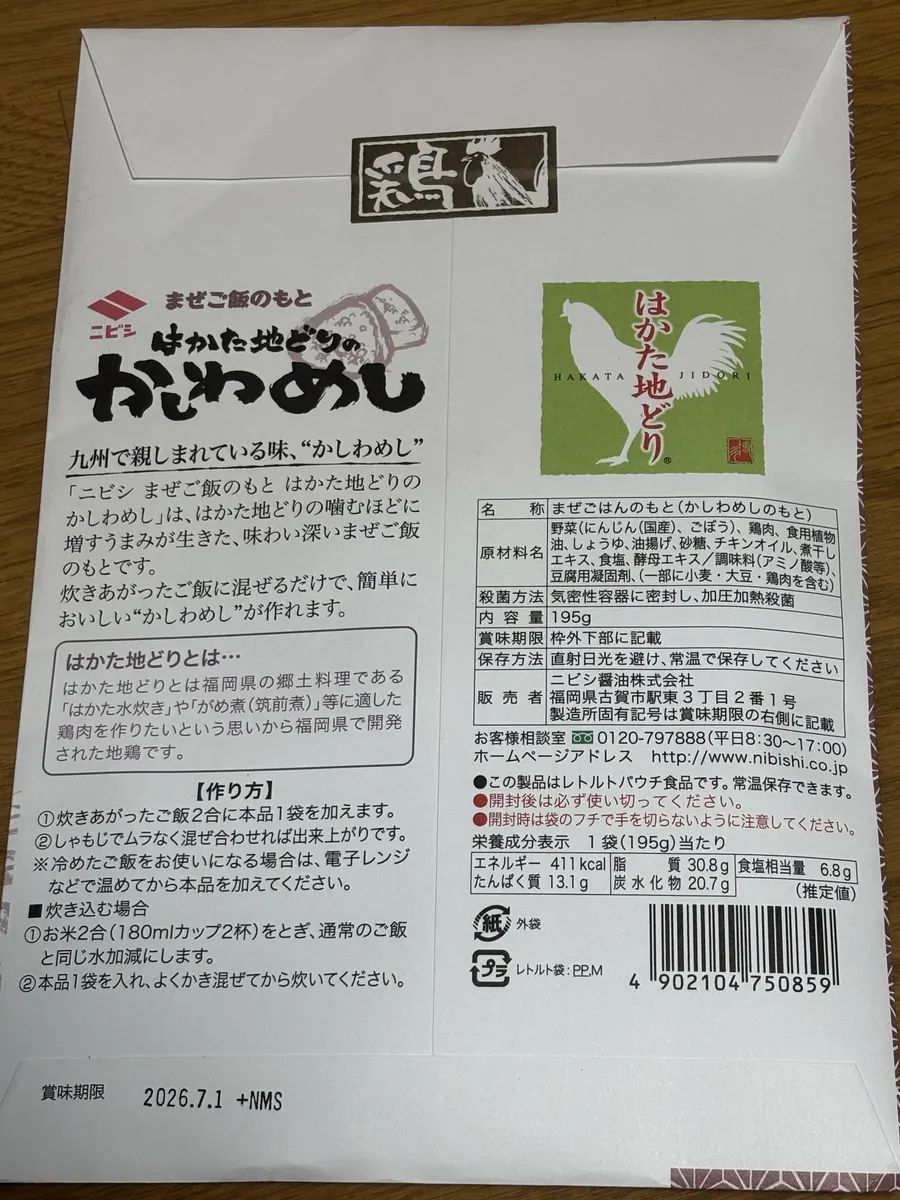 鶏
ニビシ
まぜご飯のもと
はかた地どりの
かしわめし
九州で親しまれている味、“かしわめし”
「ニビシ まぜご飯のもと はかた地どりの
かしわめし」は、はかた地どりの噛むほどに
増すうまみが生きた、味わい深いまぜご飯
のもとです。
炊きあがったご飯に混ぜるだけで、簡単に
おいしい“かしわめし”が作れます。
はかた地どりとは…
はかた地どりとは福岡県の郷土料理である
「はかた水炊き」や「がめ煮(筑前煮)」等に適した
鶏肉を作りたいという思いから福岡県で開発
された地鶏です。
【作り方】
①炊きあがったご飯2合に本品1袋を加えます。
②しゃもじでムラなく混ぜ合わせれば出来上がりです。
※冷めたご飯をお使いになる場合は、電子レンジ
などで温めてから本品を加えてください。
■炊き込む場合
①お米2合(180mlカップ2杯)をとぎ、通常のご飯
と同じ水加減にします。
②本品1袋を入れ、よくかき混ぜてから炊いてください。
はかた地どり®
HAKATA JIDORI
名称 まぜごはんのもと(かしわめしのもと)
原材料名 野菜(にんじん(国産)、ごぼう)、鶏肉、食用植物
油、しょうゆ、油揚げ、砂糖、チキンオイル、煮干し
エキス、食塩、酵母エキス/調味料(アミノ酸等)、
豆腐用凝固剤、(一部に小麦・大豆・鶏肉を含む)
殺菌方法 気密性容器に密封し、加圧加熱殺菌
内容量 195g
賞味期限 枠外下部に記載
保存方法 直射日光を避け、常温で保存してください
販売者 ニビシ醤油株式会社
福岡県古賀市駅東3丁目2番1号
製造所固有記号は賞味期限の右側に記載
お客様相談室 0120-797888(平日8:30～17:00)
ホームページアドレス http://www.nibishi.co.jp
●この製品はレトルトパウチ食品です。常温保存できます。
●開封後は必ず使い切ってください。
●開封時は袋のフチで手を切らないように注意してください。
栄養成分表示 1袋(195g)当たり
エネルギー 411kcal 脂質 30.8g 食塩相当量 6.8g
たんぱく質 13.1g 炭水化物 20.7g (推定値)
紙 外袋
プラ レトルト袋:PP,M
4 902104 750859
賞味期限 2026.7.1 +NMS